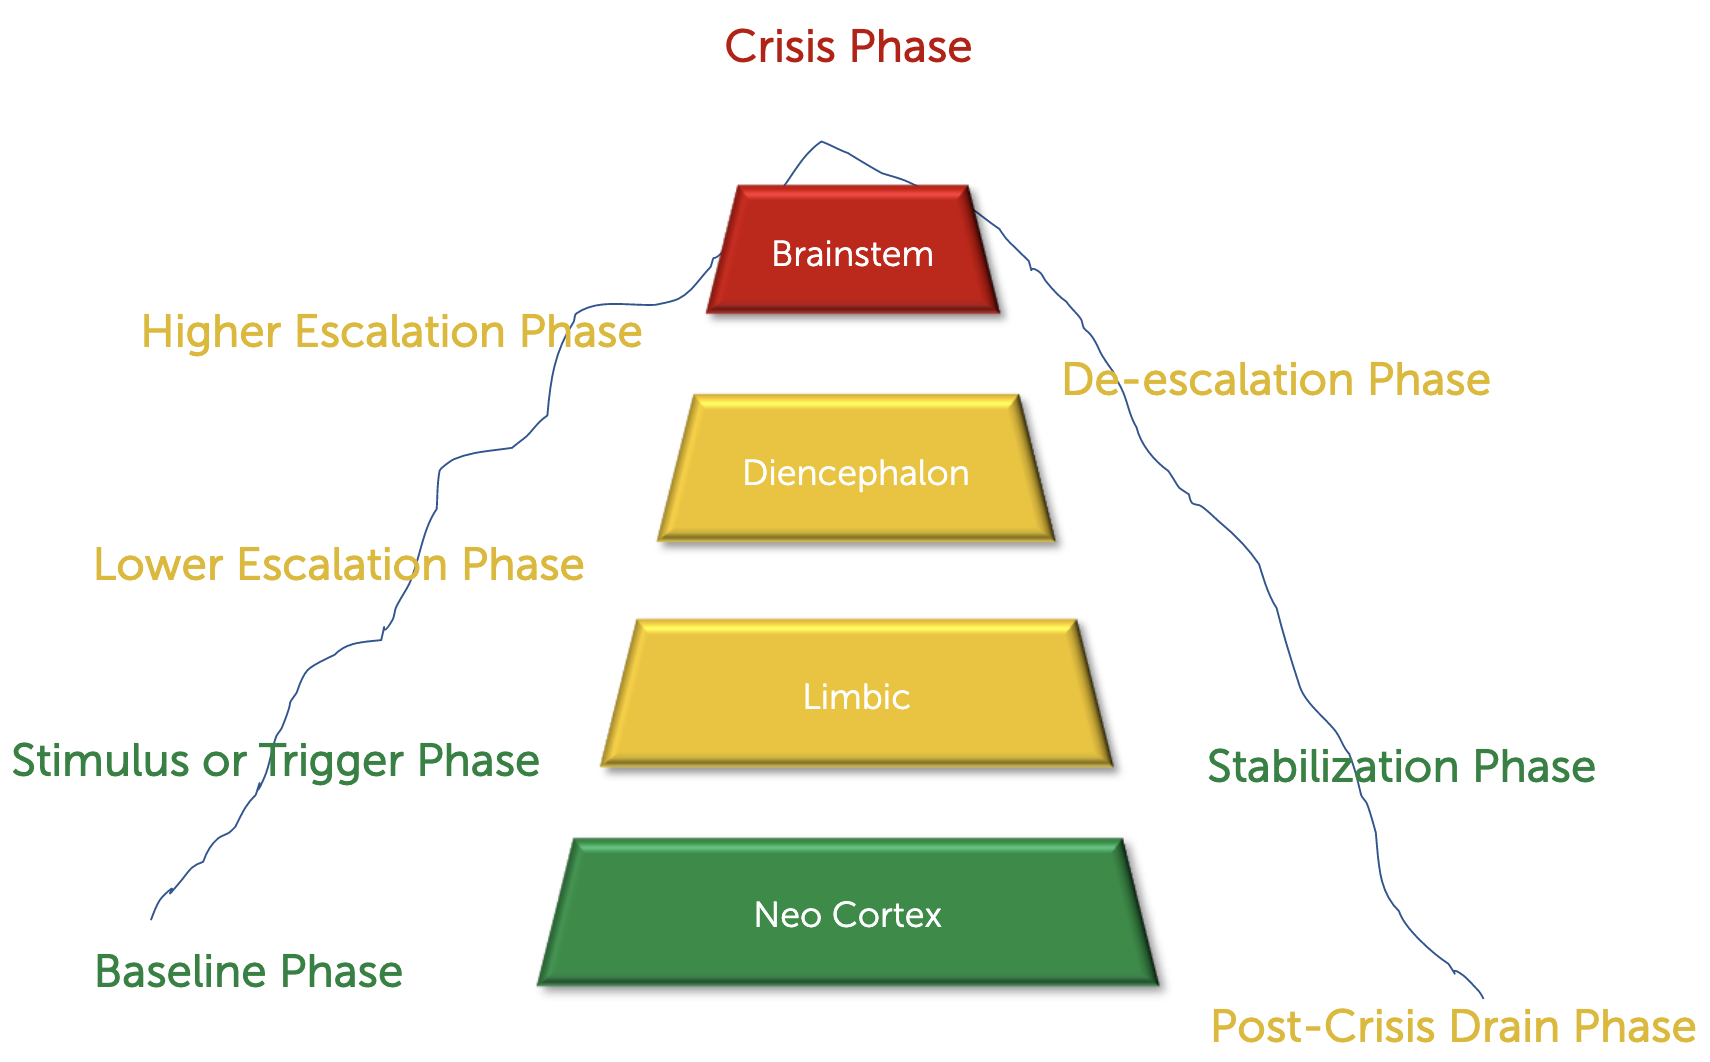 Crisis Phase
Brainstem
Higher Escalation Phase
De-escalation Phase
Diencephalon
Lower Escalation Phase
Limbic
Stimulus or Trigger Phase
Stabilization Phase
Neo Cortex
Baseline Phase
Post-Crisis Drain Phase